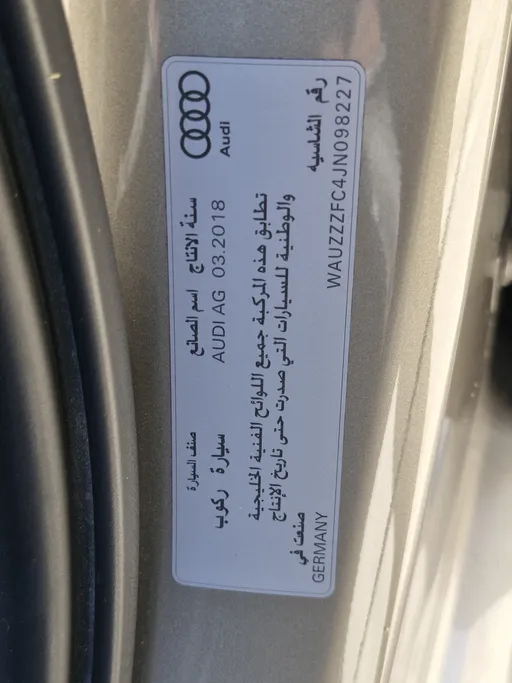 Audi
سنة الانتاج اسم الصانع صنف السيارة
AUDI AG 03.2018 سيارة ركوب
تطابق هذه المركبة جميع اللوائح الفنية الخليجية
والوطنية للسيارات التي صدرت حتى تاريخ الإنتاج
رقم الشاسيه صنعت في
WAUZZZFC4JN098227 GERMANY